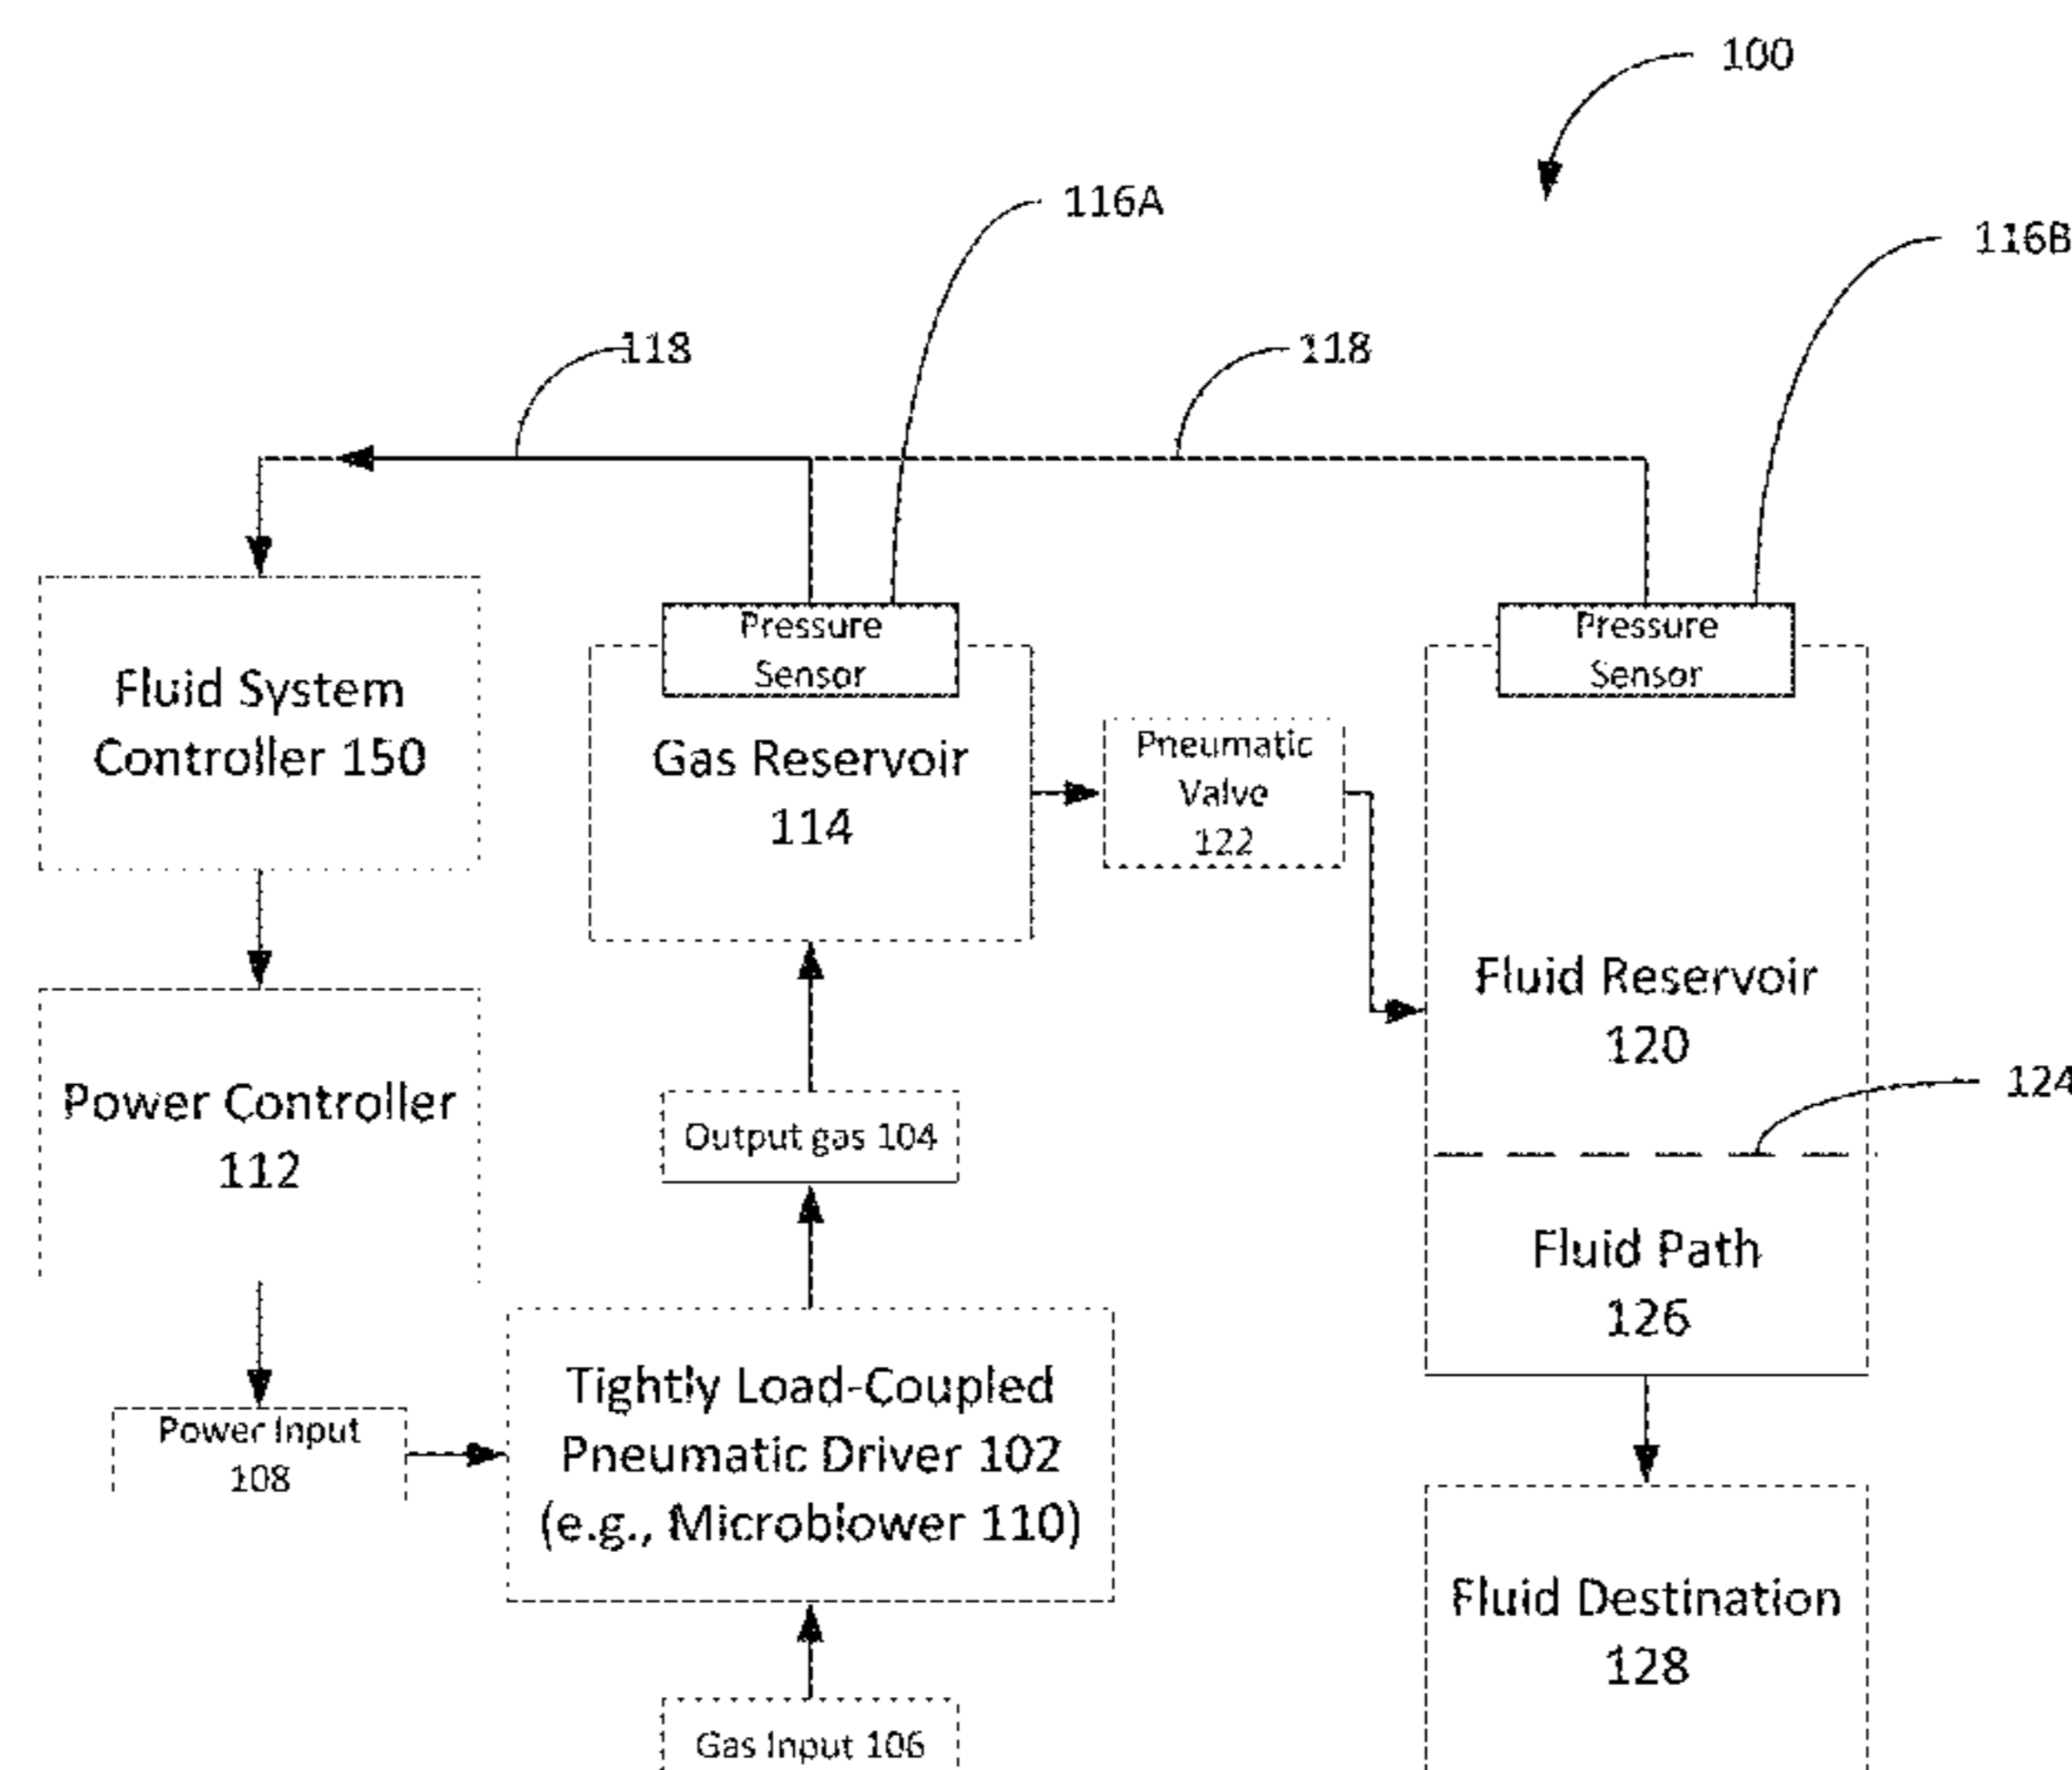 100
116A
116B
118
118
Pressure
Sensor
Pressure
Sensor
Fluid System
Controller 150
Gas Reservoir
114
Pneumatic
Valve
122
Fluid Reservoir
120
124
Power Controller
112
Output gas 104
Fluid Path
126
Tightly Load-Coupled
Pneumatic Driver 102
(e.g., Microblower 110)
Power Input
108
Fluid Destination
128
Gas Input 106